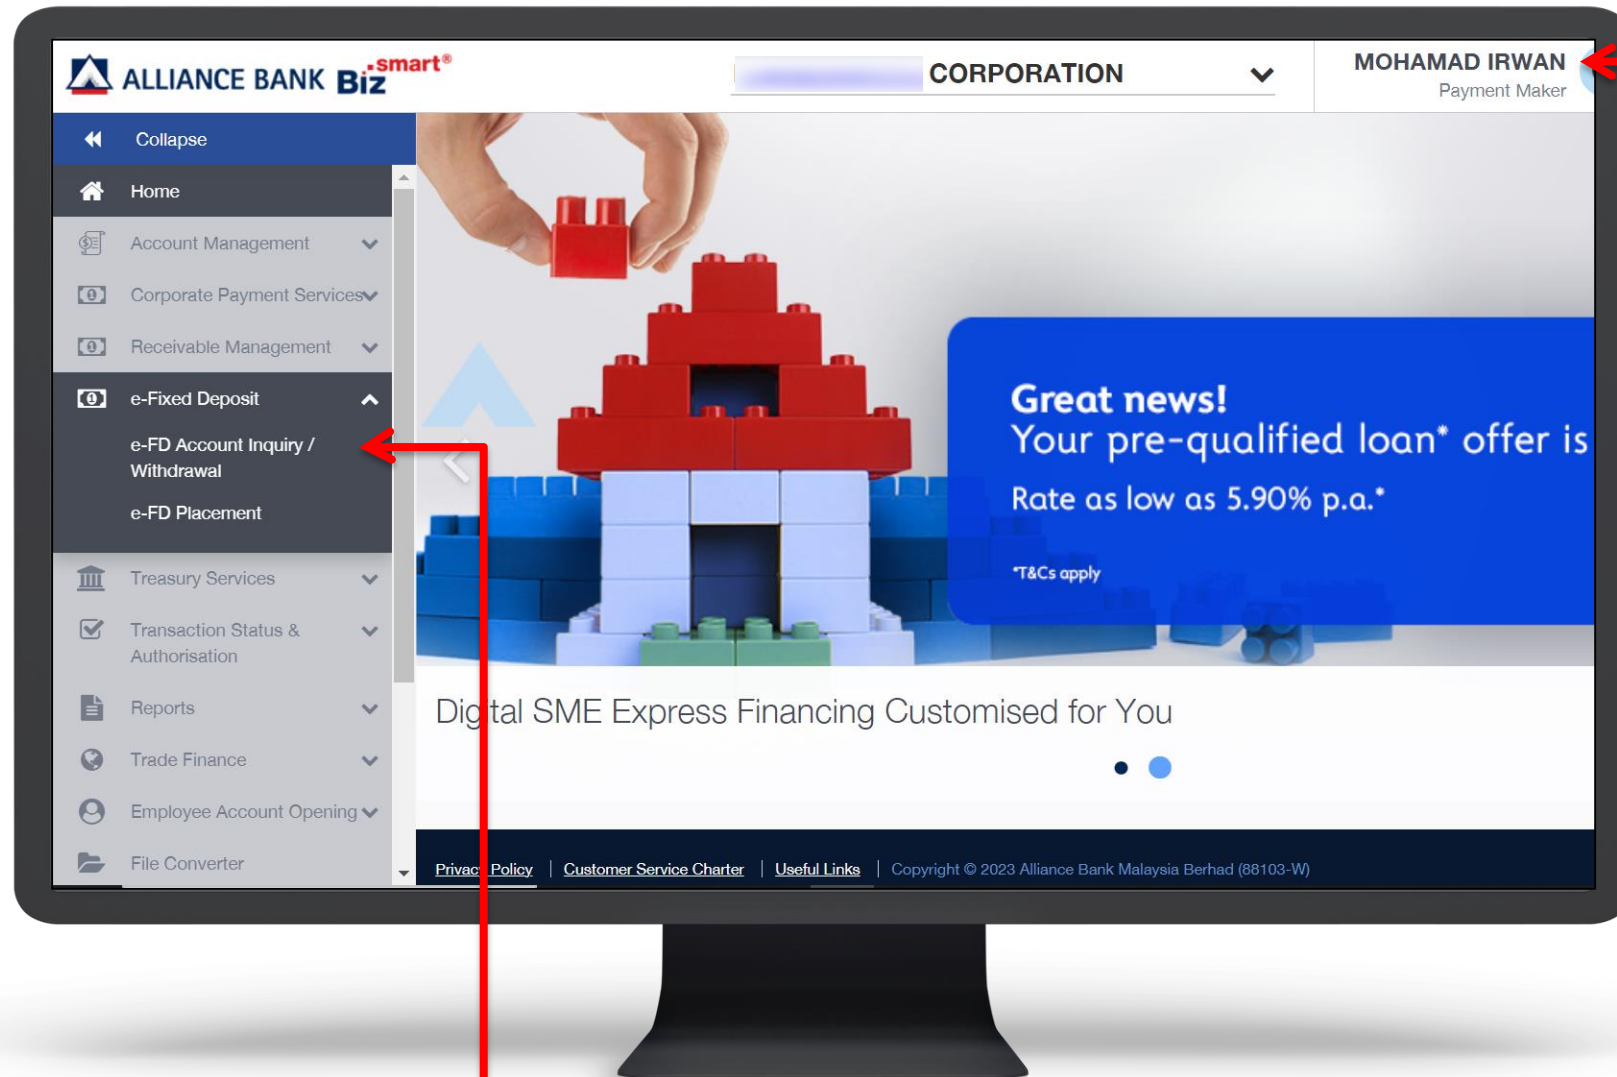 ALLIANCE BANK Biz.smart®
CORPORATION
MOHAMAD IRWAN
Payment Maker
Collapse
Home
Account Management
Corporate Payment Services
Receivable Management
e-Fixed Deposit
e-FD Account Inquiry /
Withdrawal
e-FD Placement
Treasury Services
Transaction Status &
Authorisation
Reports
Trade Finance
Employee Account Opening
File Converter
Great news!
Your pre-qualified loan* offer is
Rate as low as 5.90% p.a.*
*T&Cs apply
Digital SME Express Financing Customised for You
Privacy Policy | Customer Service Charter | Useful Links | Copyright © 2023 Alliance Bank Malaysia Berhad (88103-W)